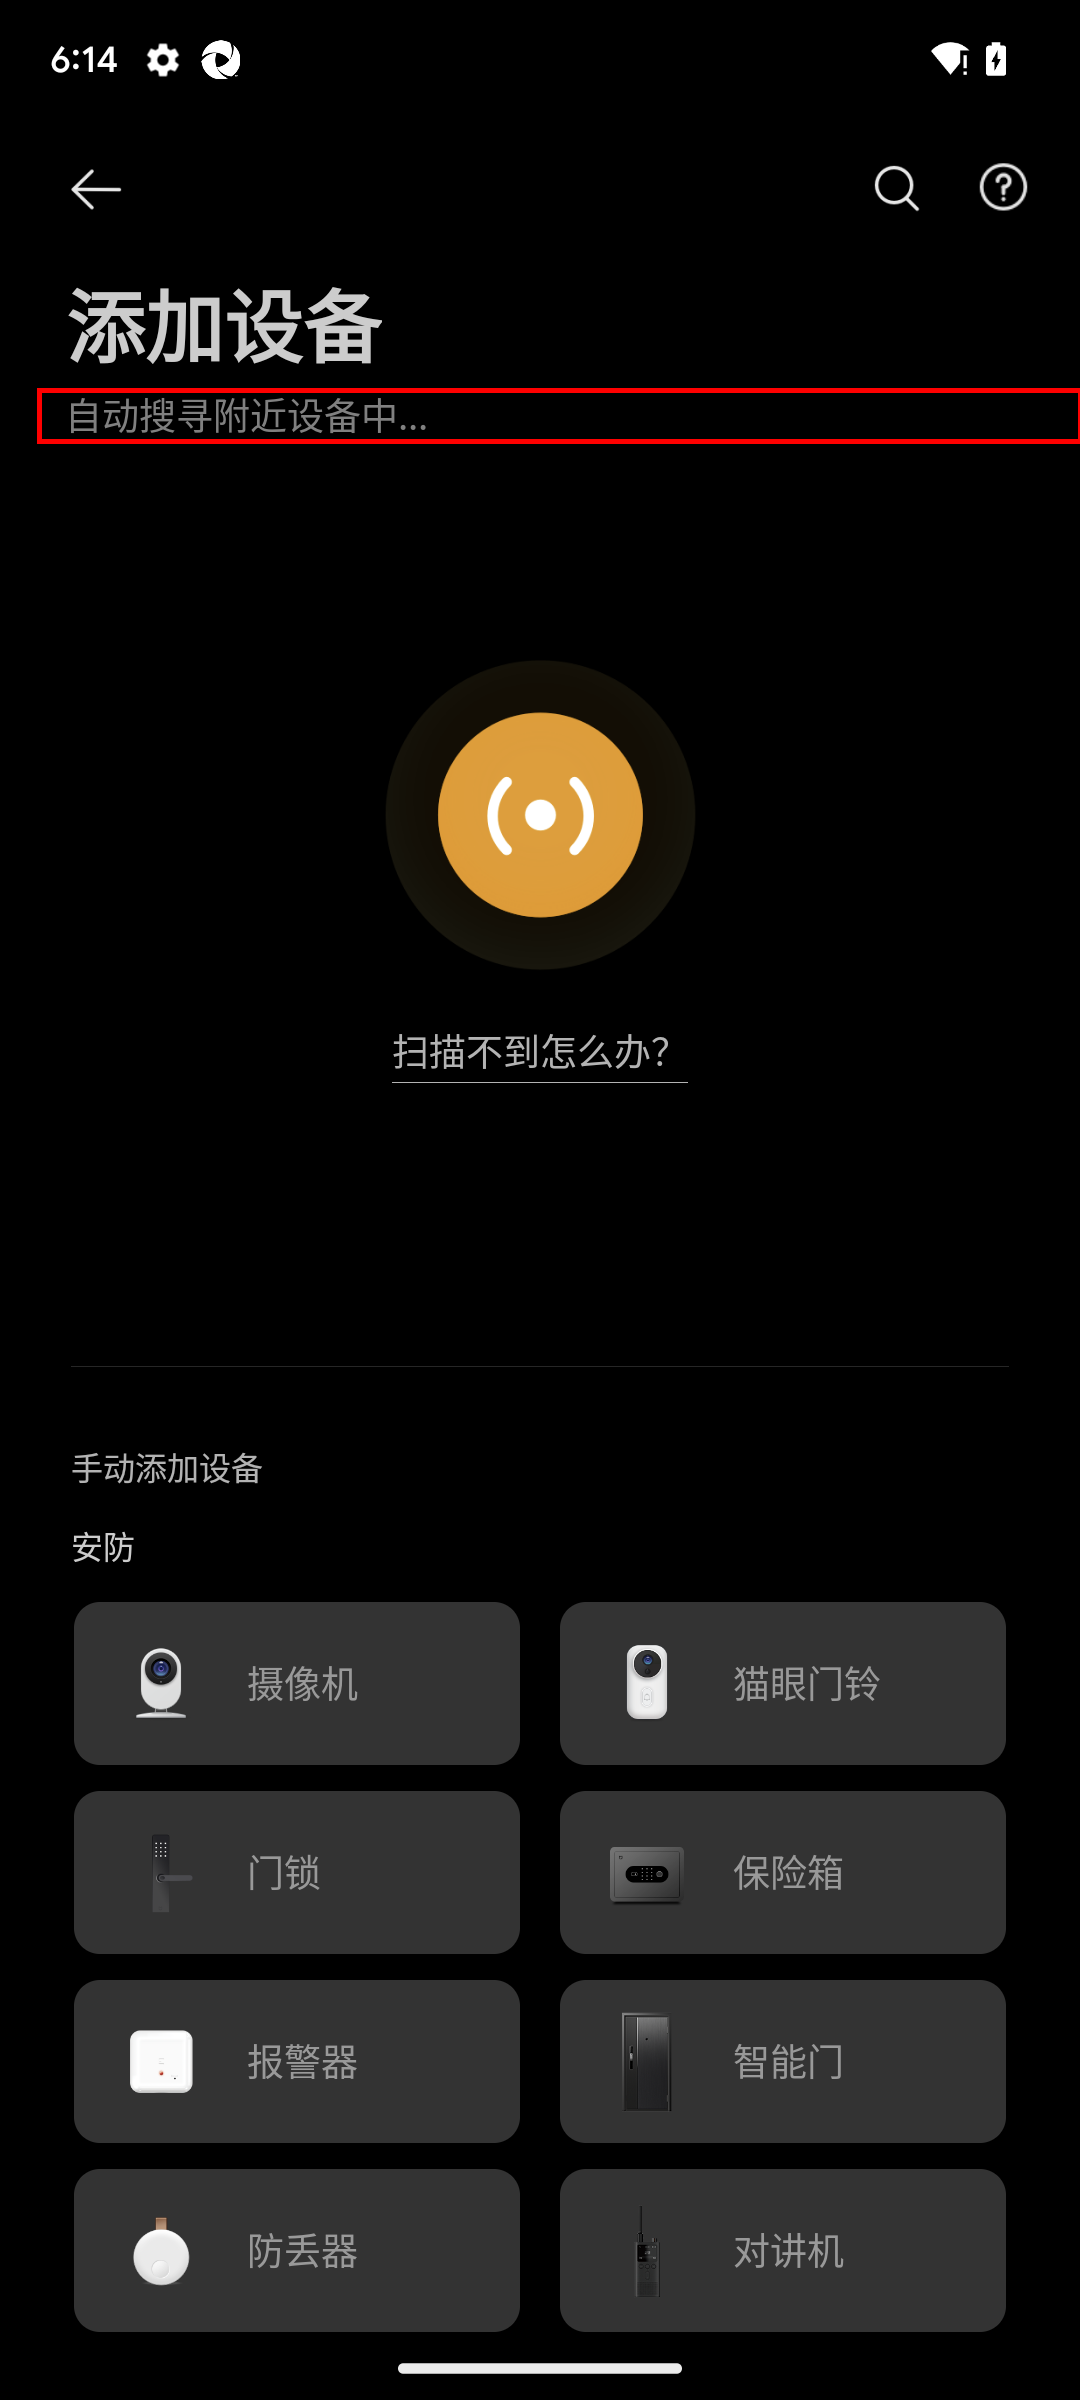 6:14
添加设备
自动搜寻附近设备中...
扫描不到怎么办?
手动添加设备
安防
摄像机
猫眼门铃
门锁
保险箱
报警器
智能门
防丢器
对讲机